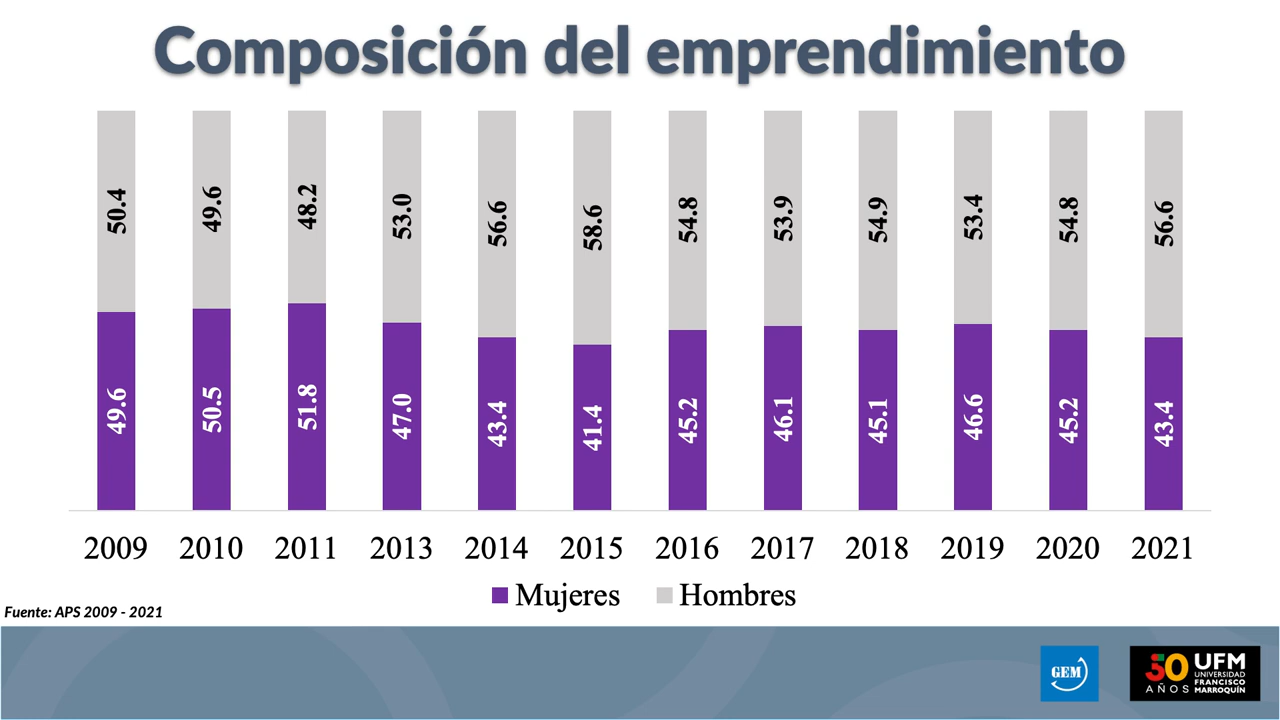 Composición del emprendimiento
50.4 49.6 48.2 53.0 56.6 58.6 54.8 53.9 54.9 53.4 54.8 56.6
49.6 50.5 51.8 47.0 43.4 41.4 45.2 46.1 45.1 46.6 45.2 43.4
2009 2010 2011 2013 2014 2015 2016 2017 2018 2019 2020 2021
Mujeres Hombres
Fuente: APS 2009 - 2021
GEM
50 AÑOS
UFM
UNIVERSIDAD
FRANCISCO
MARROQUÍN